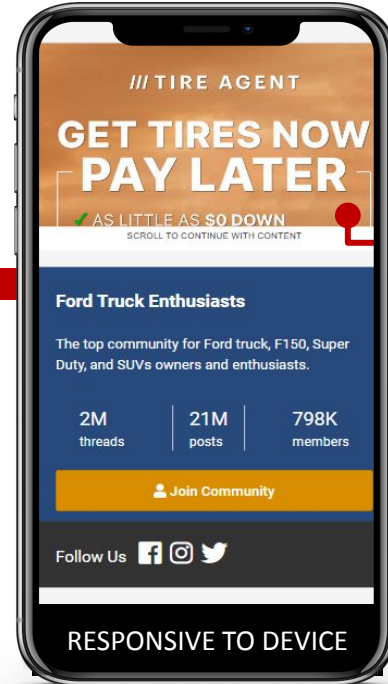 /// TIRE AGENT
GET TIRES NOW
PAY LATER
✓ AS LITTLE AS $0 DOWN
SCROLL TO CONTINUE WITH CONTENT
Ford Truck Enthusiasts
The top community for Ford truck, F150, Super
Duty, and SUVs owners and enthusiasts.
2M 21M 798K
threads posts members
Join Community
Follow Us
RESPONSIVE TO DEVICE